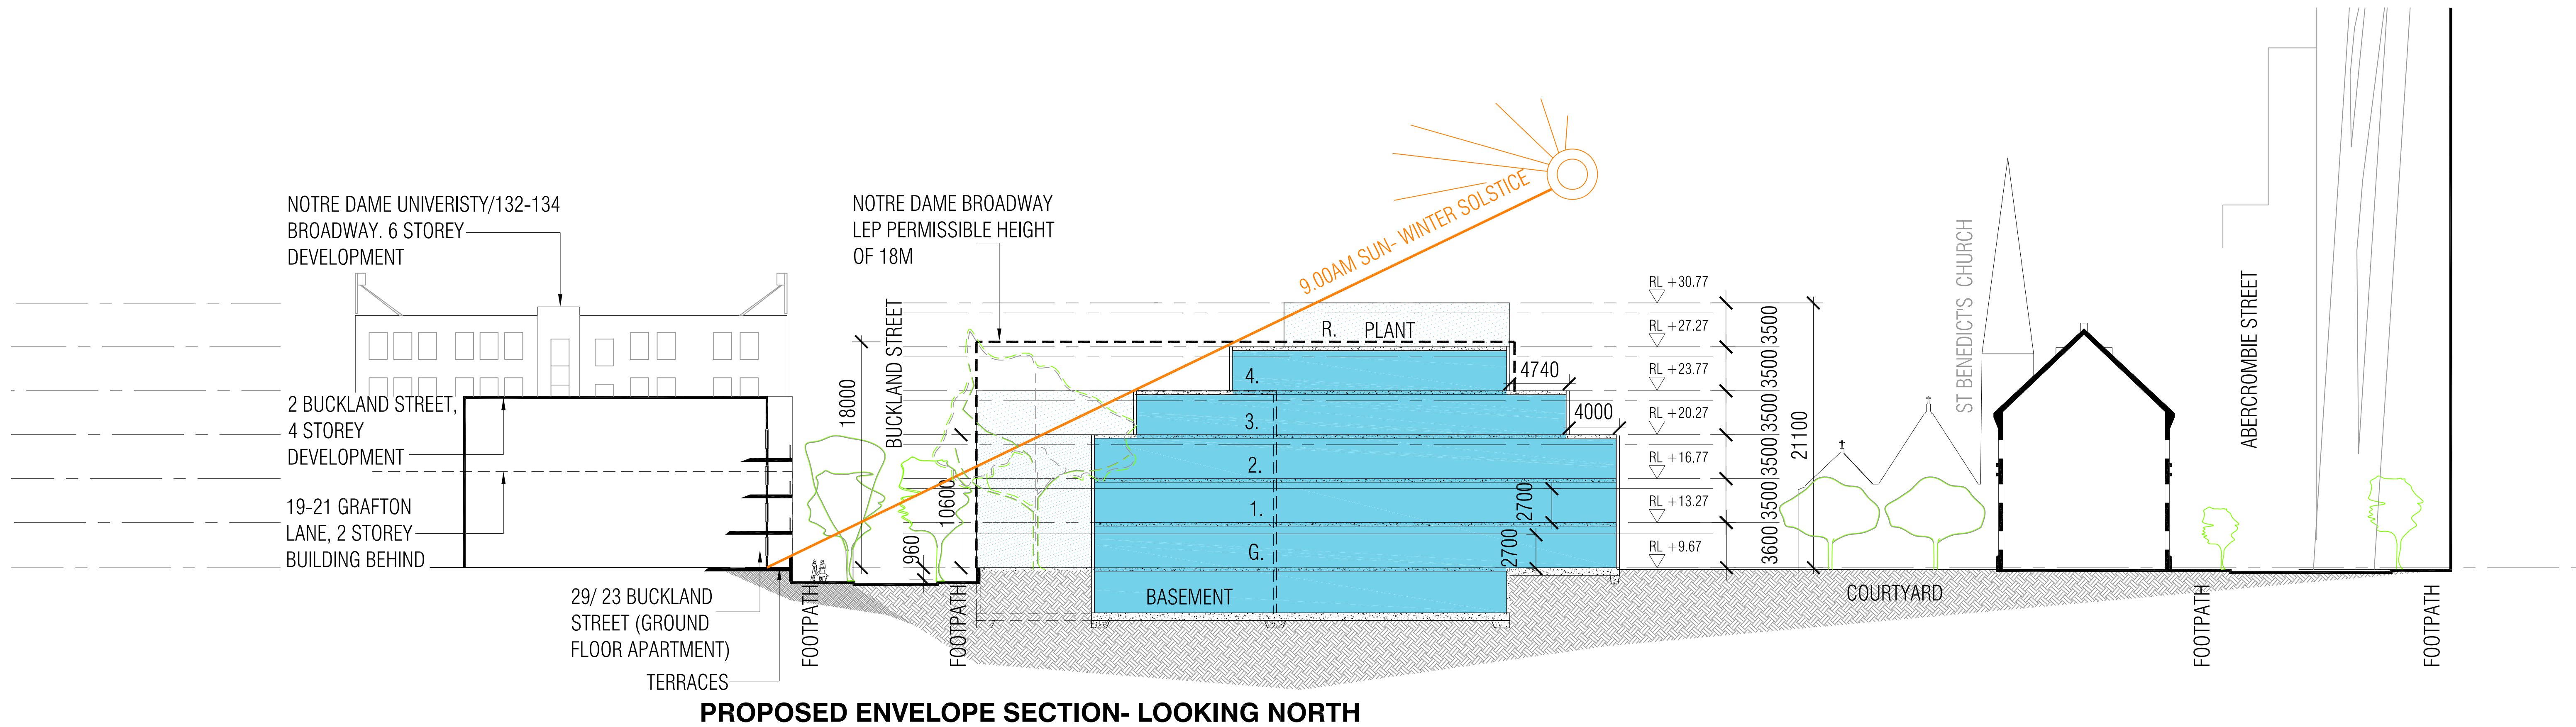 NOTRE DAME UNIVERISTY/132-134
BROADWAY. 6 STOREY
DEVELOPMENT
2 BUCKLAND STREET,
4 STOREY
DEVELOPMENT
19-21 GRAFTON
LANE, 2 STOREY
BUILDING BEHIND
29/ 23 BUCKLAND
STREET (GROUND
FLOOR APARTMENT)
TERRACES
FOOTPATH
18000
BUCKLAND STREET
960
10600
FOOTPATH
NOTRE DAME BROADWAY
LEP PERMISSIBLE HEIGHT
OF 18M
9.00AM SUN- WINTER SOLSTICE
R. PLANT
4.
3.
2.
1.
G.
BASEMENT
4740
4000
2700
2700
RL +30.77
RL +27.27
RL +23.77
RL +20.27
RL +16.77
RL +13.27
RL +9.67
3500
3500
3500
3500
3500
3600
21100
COURTYARD
ST BENEDICT'S CHURCH
FOOTPATH
ABERCROMBIE STREET
FOOTPATH
PROPOSED ENVELOPE SECTION- LOOKING NORTH